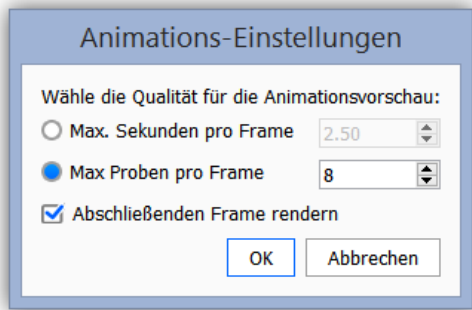 Animations-Einstellungen
Wähle die Qualität für die Animationsvorschau:
Max. Sekunden pro Frame 2.50
Max Proben pro Frame 8
Abschließenden Frame rendern
OK Abbrechen